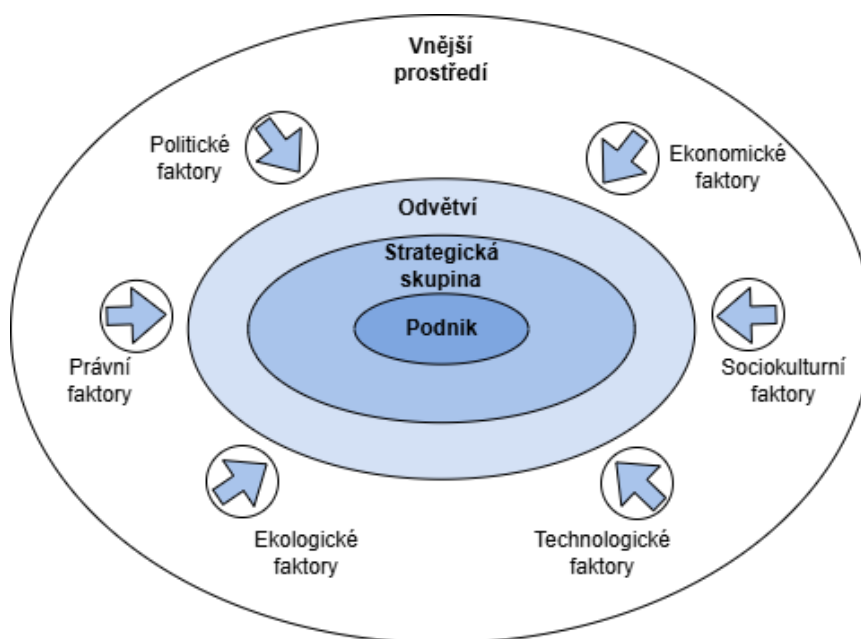 Vnější
prostředí
Politické
faktory
Ekonomické
faktory
Odvětví
Strategická
skupina
Podnik
Právní
faktory
Sociokulturní
faktory
Ekologické
faktory
Technologické
faktory